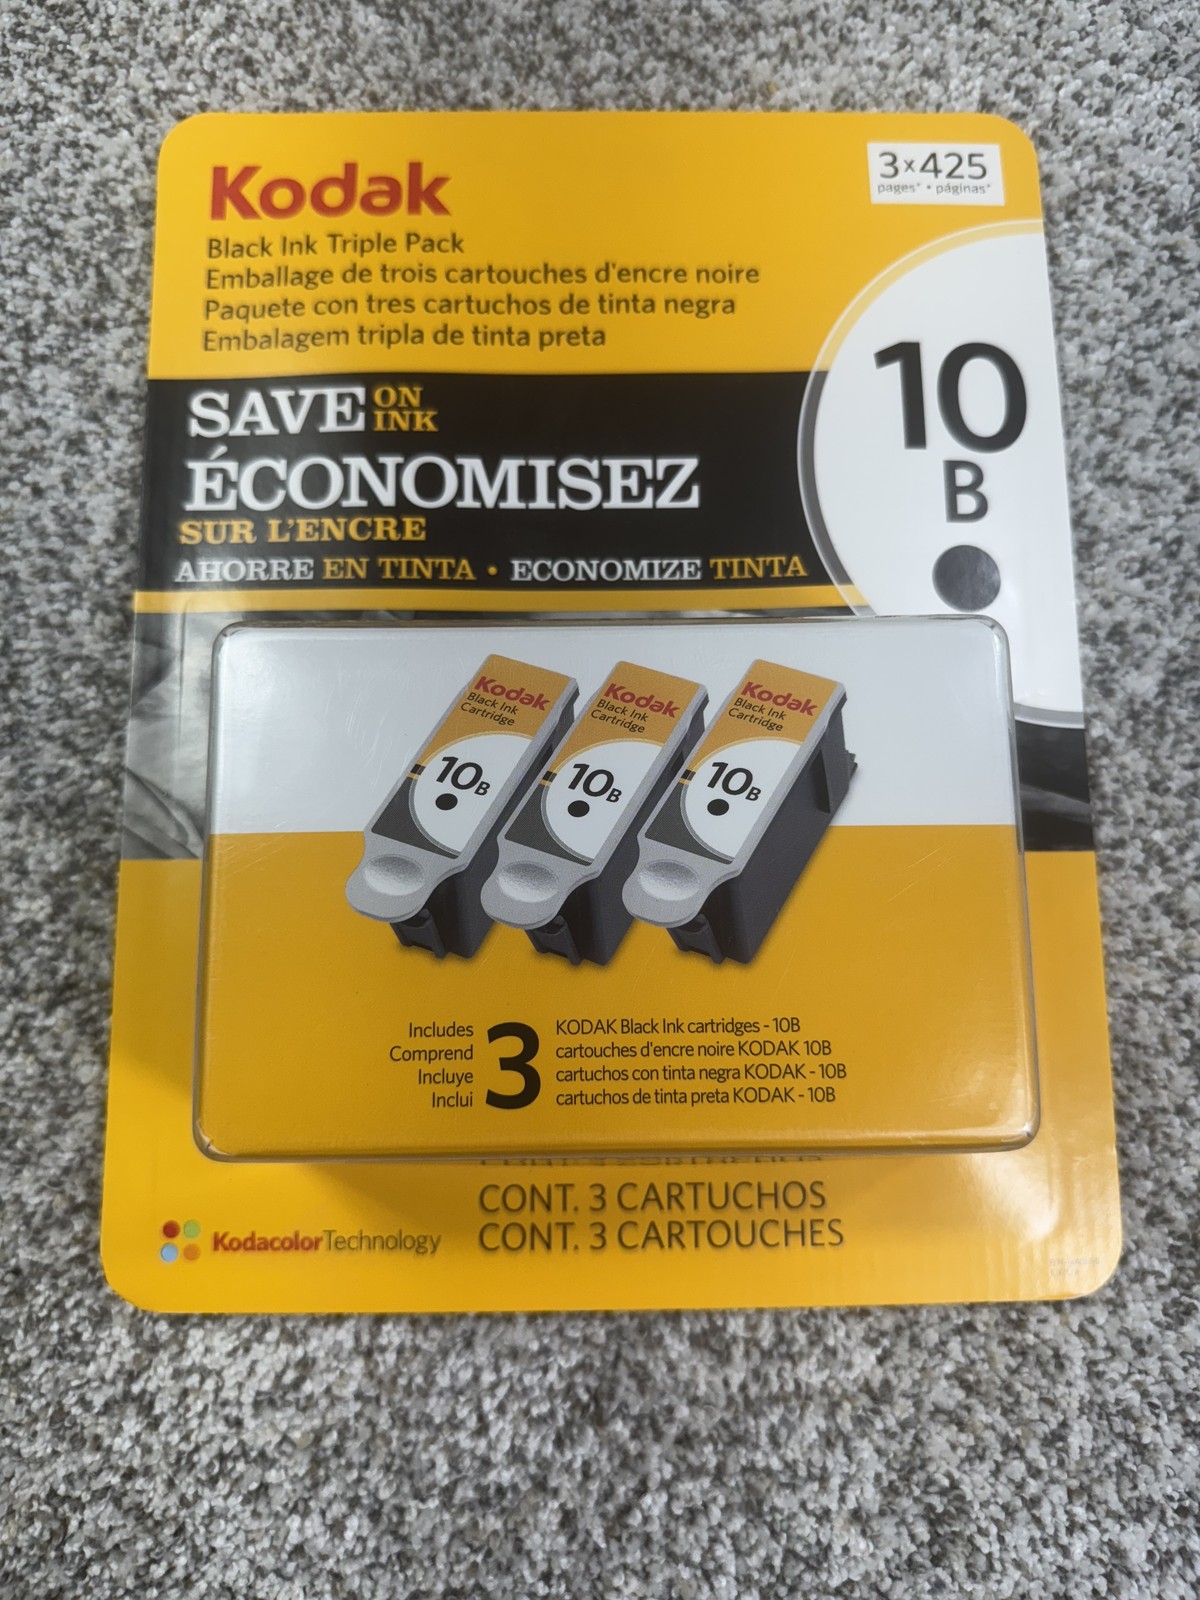 Kodak
3x425
pages* • páginas*
Black Ink Triple Pack
Emballage de trois cartouches d'encre noire
Paquete con tres cartuchos de tinta negra
Embalagem tripla de tinta preta
10
B
SAVE ON INK
ÉCONOMISEZ
SUR L'ENCRE
AHORRE EN TINTA • ECONOMIZE TINTA
Kodak
Black Ink
Cartridge
10B
Kodak
Black Ink
Cartridge
10B
Kodak
Black Ink
Cartridge
10B
Includes
Comprend
Incluye
Inclui
3
KODAK Black Ink cartridges - 10B
cartouches d'encre noire KODAK 10B
cartuchos con tinta negra KODAK - 10B
cartuchos de tinta preta KODAK - 10B
CONT. 3 CARTUCHOS
CONT. 3 CARTOUCHES
KodacolorTechnology